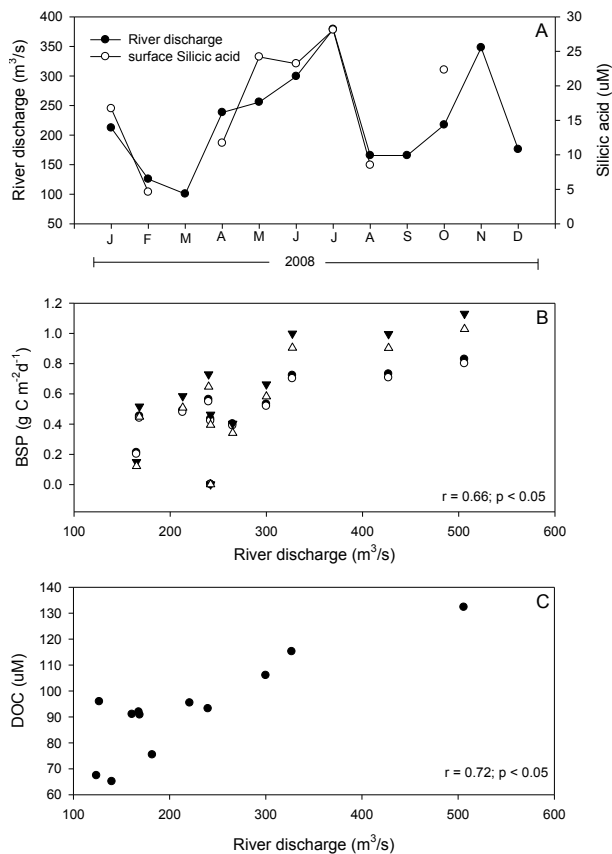 400
350
300
250
200
150
100
50
River discharge (m³/s)
River discharge
surface Silicic acid
A
30
25
20
15
10
5
0
Silicic acid (uM)
J F M A M J J A S O N D
2008
1.2
1.0
0.8
0.6
0.4
0.2
0.0
BSP (g C m⁻²d⁻¹)
B
r = 0.66; p < 0.05
100 200 300 400 500 600
River discharge (m³/s)
140
130
120
110
100
90
80
70
60
DOC (uM)
C
r = 0.72; p < 0.05
100 200 300 400 500 600
River discharge (m³/s)